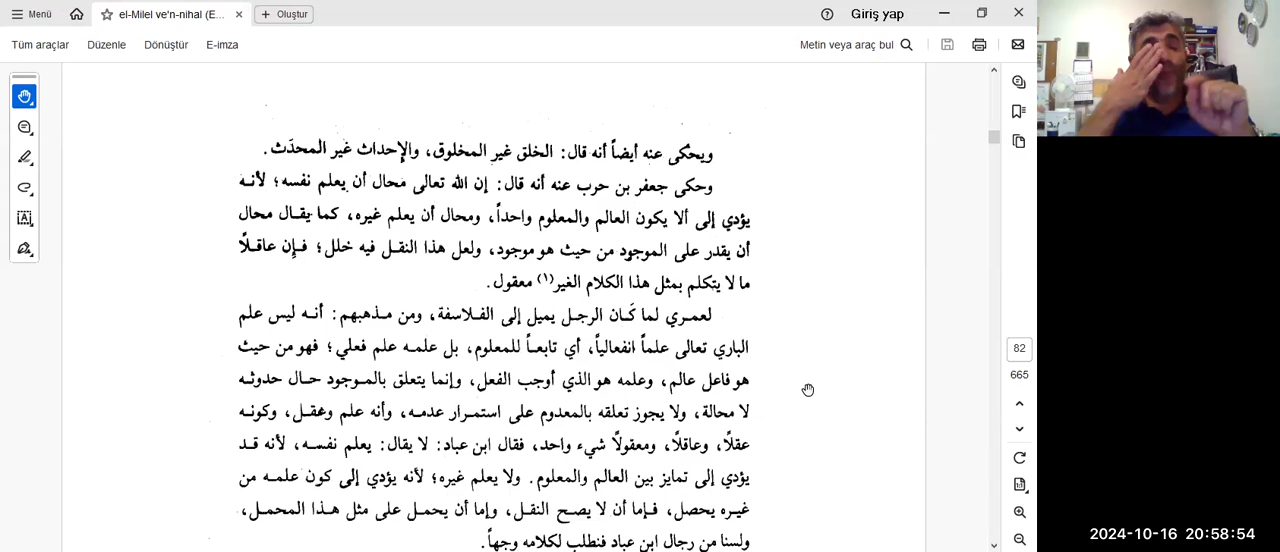 Menü
el-Milel ve'n-nihal (E...
Oluştur
Giriş yap
Tüm araçlar
Düzenle
Dönüştür
E-imza
Metin veya araç bul
ويحكى عنه أيضاً أنه قال: الخلق غير المخلوق، والإحداث غير المحدَث.
وحكى جعفر بن حرب عنه أنه قال: إن الله تعالى محال أن يعلم نفسه؛ لأنه
يؤدي إلى ألا يكون العالم والمعلوم واحداً، ومحال أن يعلم غيره، كما يقال محال
أن يقدر على الموجود من حيث هو موجود، ولعل هذا النقل فيه خلل؛ فإن عاقلًا
ما لا يتكلم بمثل هذا الكلام الغير(١) معقول.
لعمري لما كَان الرجل يميل إلى الفلاسفة، ومن مذهبهم: أنه ليس علم
الباري تعالى علماً انفعالياً، أي تابعاً للمعلوم، بل علمه علم فعلي؛ فهو من حيث
هو فاعل عالم، وعلمه هو الذي أوجب الفعل، وإنما يتعلق بالموجود حال حدوثه
لا محالة، ولا يجوز تعلقه بالمعدوم على استمرار عدمه، وأنه علم وعقل، وكونه
عقلًا، وعاقلًا، ومعقولًا شيء واحد، فقال ابن عباد: لا يقال: يعلم نفسه، لأنه قد
يؤدي إلى تمايز بين العالم والمعلوم. ولا يعلم غيره؛ لأنه يؤدي إلى كون علمه من
غيره يحصل، فإما أن لا يصح النقل، وإما أن يحمل على مثل هذا المحمل،
ولسنا من رجال ابن عباد فنطلب لكلامه وجهاً.
82
665
2024-10-16 20:58:54